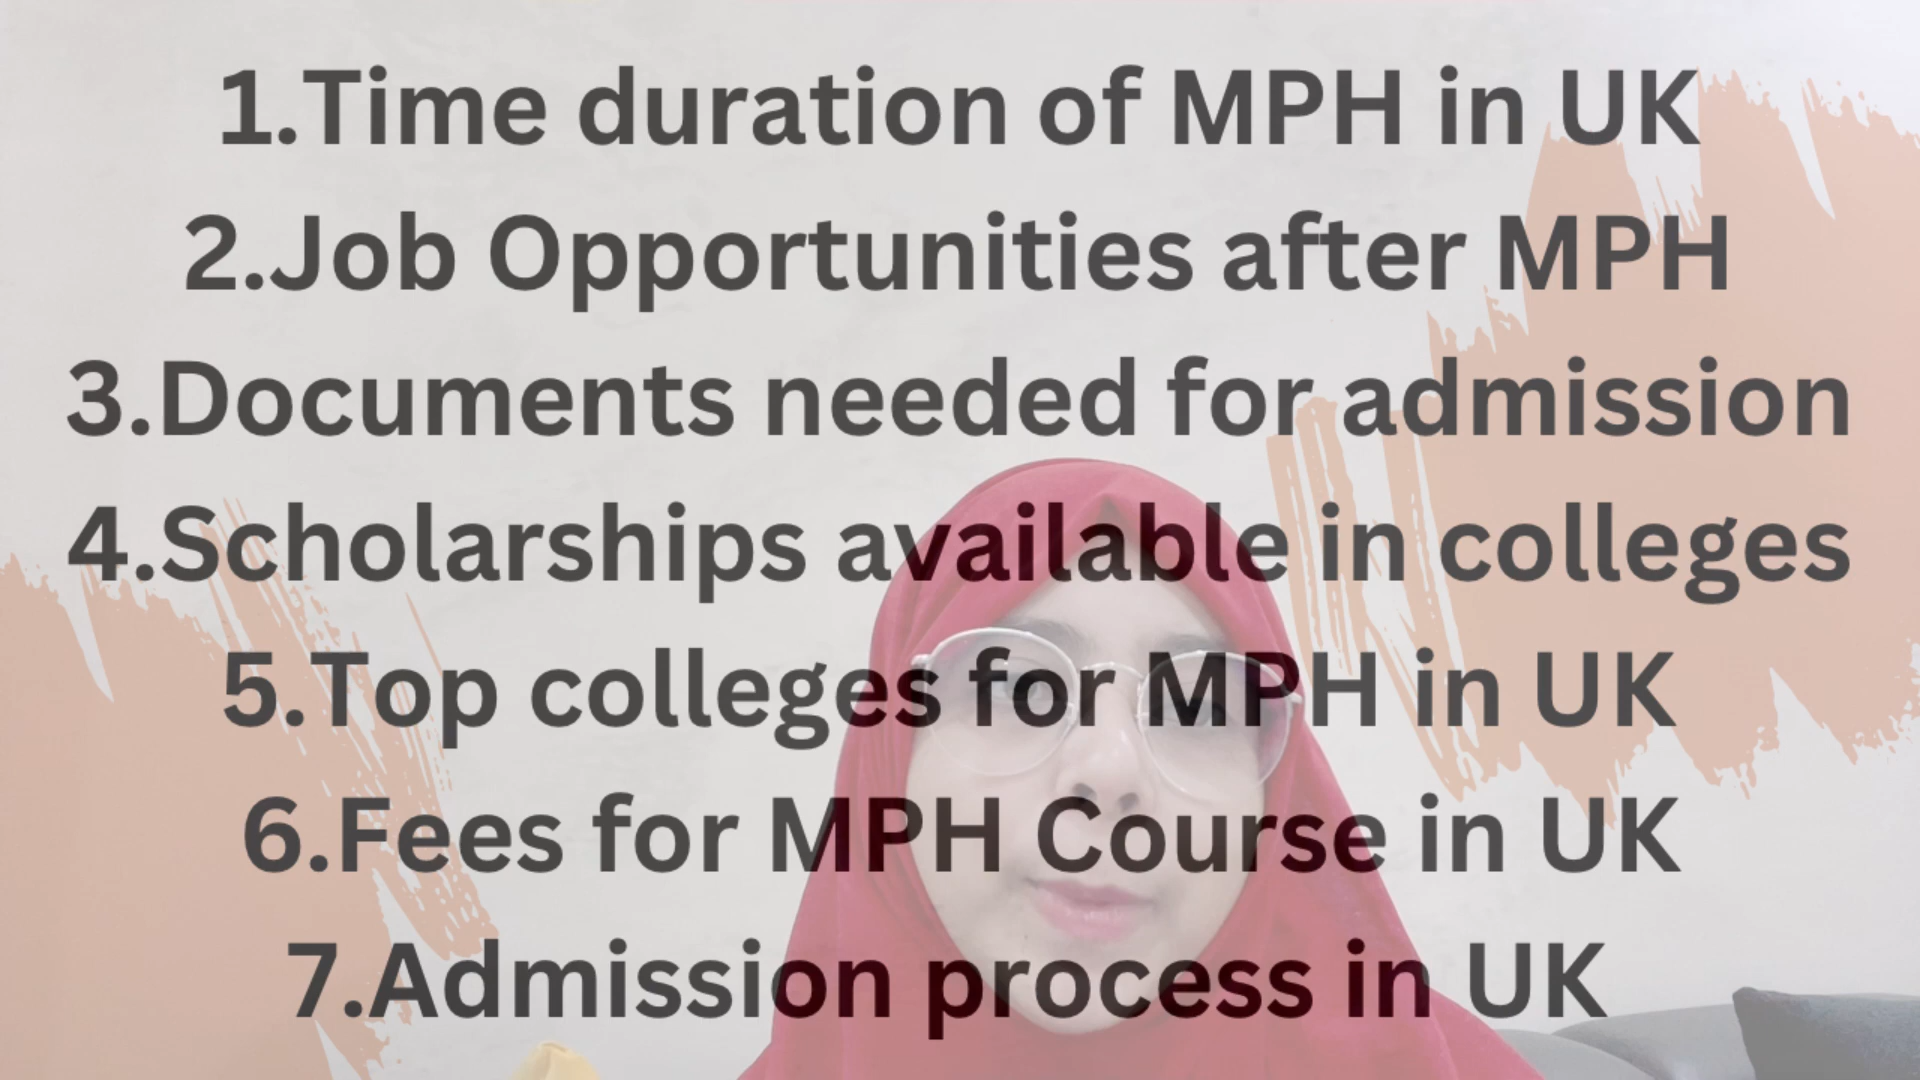 1.Time duration of MPH in UK
2.Job Opportunities after MPH
3.Documents needed for admission
4.Scholarships available in colleges
5.Top colleges for MPH in UK
6.Fees for MPH Course in UK
7.Admission process in UK